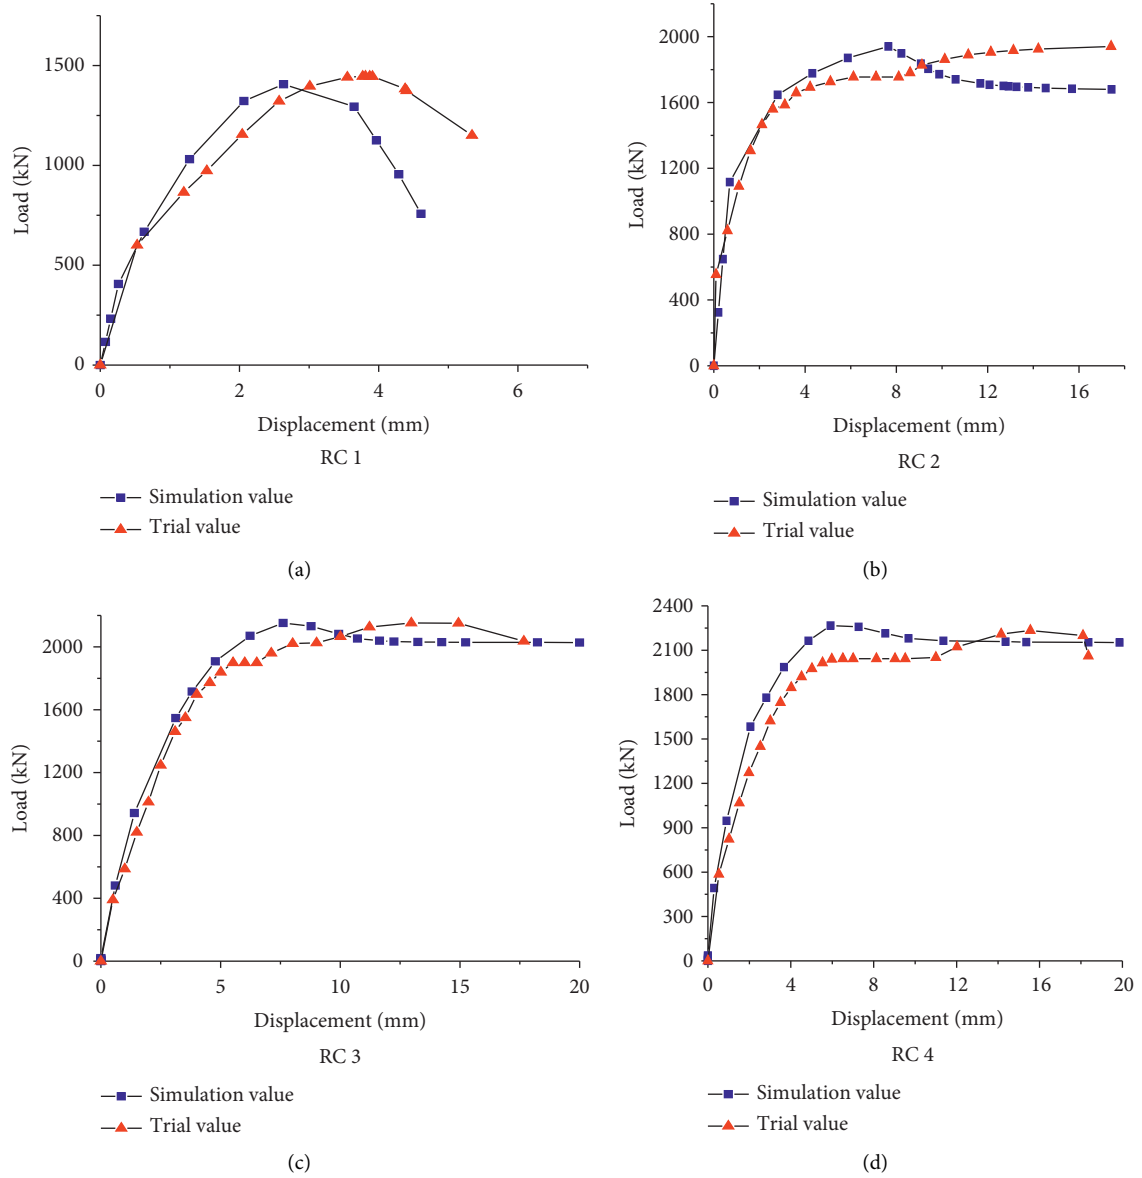 1500
1000
500
0
Load (kN)
0 2 4 6
Displacement (mm)
RC 1
Simulation value
Trial value
(a)
2000
1600
1200
800
400
0
Load (kN)
0 4 8 12 16
Displacement (mm)
RC 2
Simulation value
Trial value
(b)
2000
1600
1200
800
400
0
Load (kN)
0 5 10 15 20
Displacement (mm)
RC 3
Simulation value
Trial value
(c)
2400
2100
1800
1500
1200
900
600
300
0
Load (kN)
0 4 8 12 16 20
Displacement (mm)
RC 4
Simulation value
Trial value
(d)